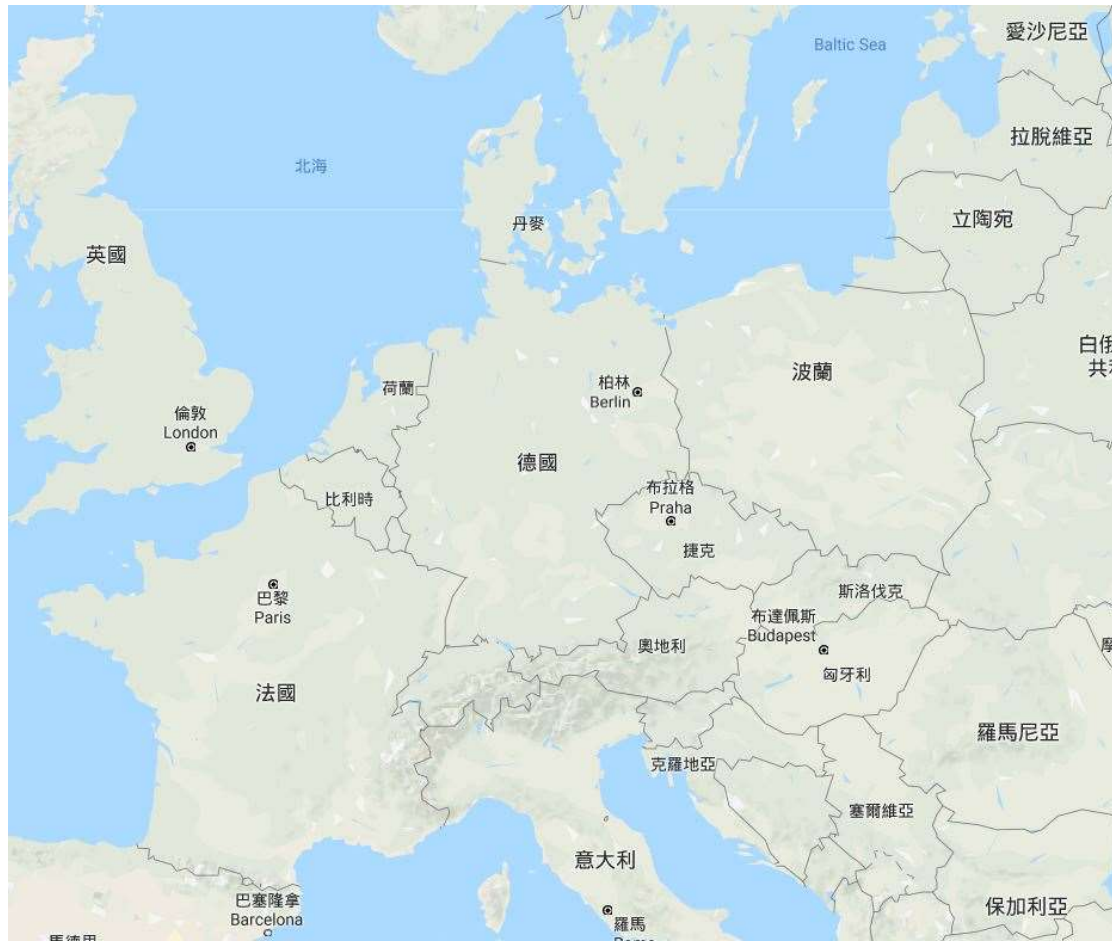 Baltic Sea
愛沙尼亞
拉脫維亞
北海
立陶宛
丹麥
英國
白俄
共和
波蘭
柏林
Berlin
荷蘭
倫敦
London
德國
布拉格
Praha
比利時
捷克
巴黎
Paris
斯洛伐克
布達佩斯
Budapest
奧地利
匈牙利
法國
羅馬尼亞
克羅地亞
塞爾維亞
意大利
巴塞隆拿
Barcelona
保加利亞
羅馬